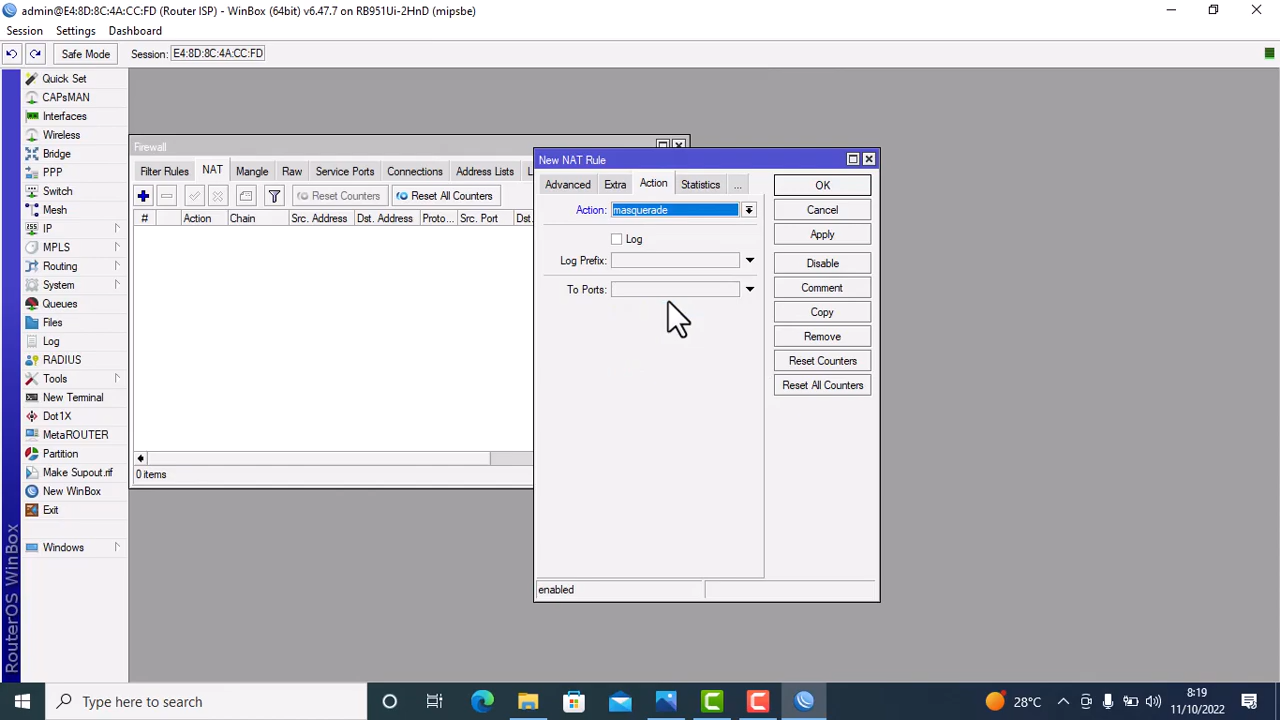 admin@E4:8D:8C:4A:CC:FD (Router ISP) - WinBox (64bit) v6.47.7 on RB951Ui-2HnD (mipsbe)
Session Settings Dashboard
Safe Mode Session: E4:8D:8C:4A:CC:FD
Quick Set
CAPsMAN
Interfaces
Wireless
Bridge
PPP
Switch
Mesh
IP
MPLS
Routing
System
Queues
Files
Log
RADIUS
Tools
New Terminal
Dot1X
MetaROUTER
Partition
Make Supout.rif
New WinBox
Exit
Windows
RouterOS WinBox
Firewall
Filter Rules NAT Mangle Raw Service Ports Connections Address Lists L
Reset Counters Reset All Counters
# Action Chain Src. Address Dst. Address Proto... Src. Port Dst
0 items
New NAT Rule
Advanced Extra Action Statistics ...
Action: masquerade
Log
Log Prefix:
To Ports:
OK
Cancel
Apply
Disable
Comment
Copy
Remove
Reset Counters
Reset All Counters
enabled
Type here to search
28°C
8:19
11/10/2022